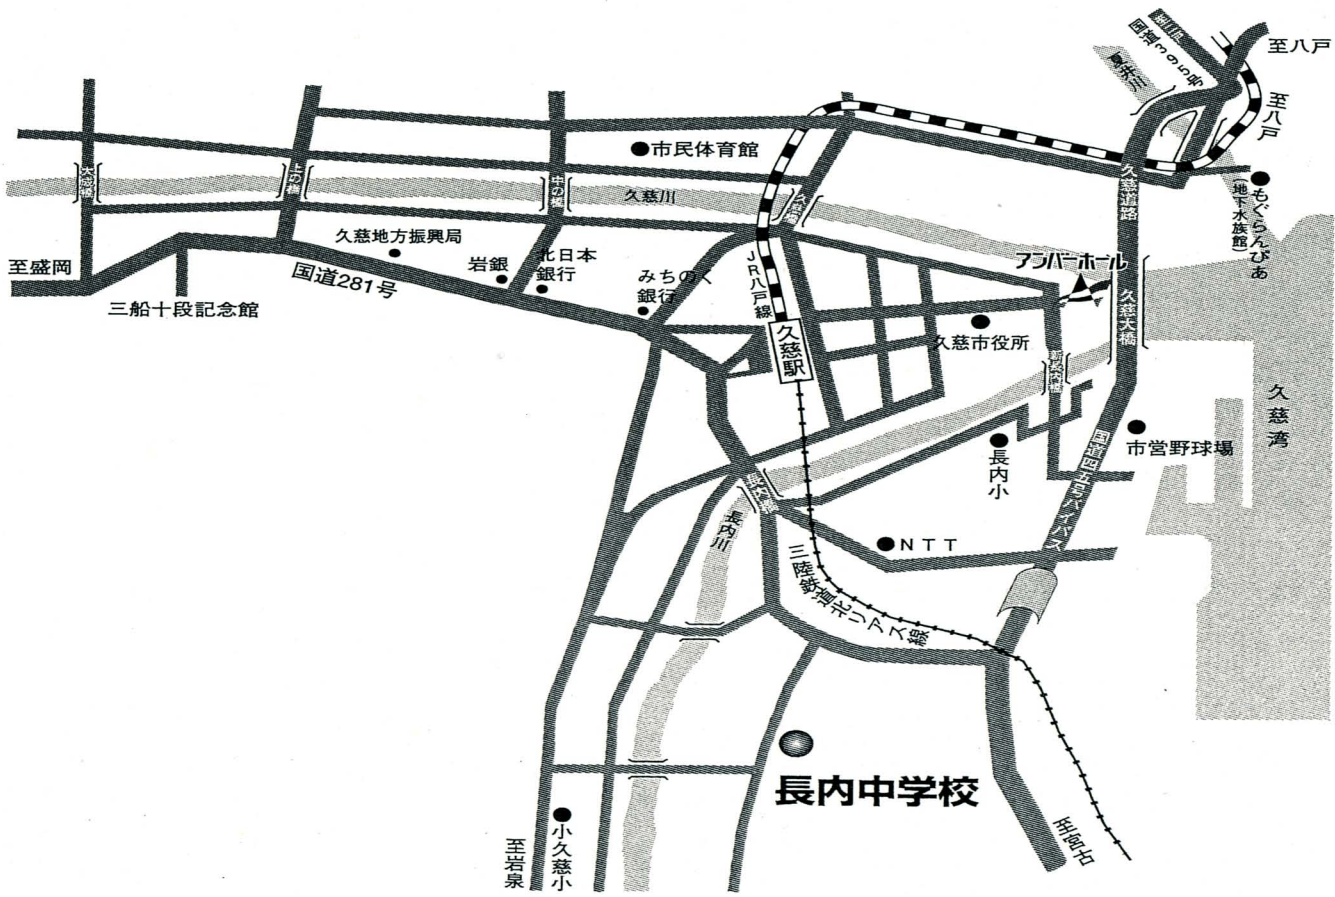 至八戸
国道395号
夏井川
至八戸
市民体育館
大成橋
上の橋
中の橋
久慈川
久慈橋
久慈道路
もぐらんぴあ
(地下水族館)
久慈地方振興局
北日本
銀行
岩銀
至盛岡
国道281号
みちのく
銀行
JR八戸線
アンバーホール
三船十段記念館
久慈大橋
久慈駅
久慈市役所
新長内橋
久慈湾
市営野球場
国道四五号バイパス
長内小
長内橋
長内川
NTT
三陸鉄道北リアス線
長内中学校
小久慈小
至岩泉
至宮古